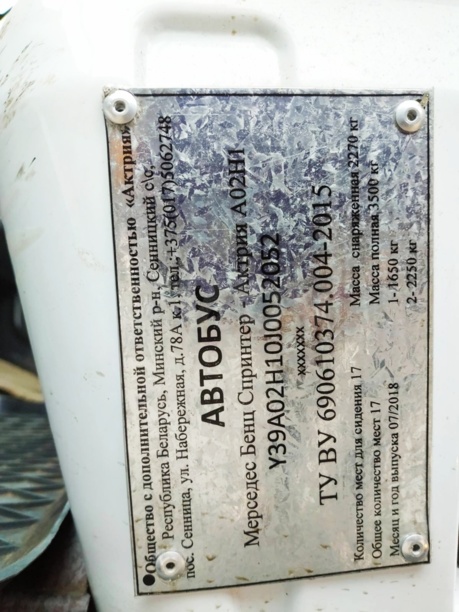 Общество с дополнительной ответственностью «Актрия»
Республика Беларусь, Минский р-н, Сенницкий с\с,
пос. Сенница, ул. Набережная, д.78А к.1 тел.:+375(017)5062748
АВТОБУС
Мерседес Бенц Спринтер Актрия А02Н1
Y39A02H10J0052052
xxxxxxx
ТУ BY 690610374.004-2015
Количество мест для сидения 17 Масса снаряженная 2270 кг
Общее количество мест 17 Масса полная 3500 кг
Месяц и год выпуска 07/2018 1- 1650 кг
2- 2250 кг